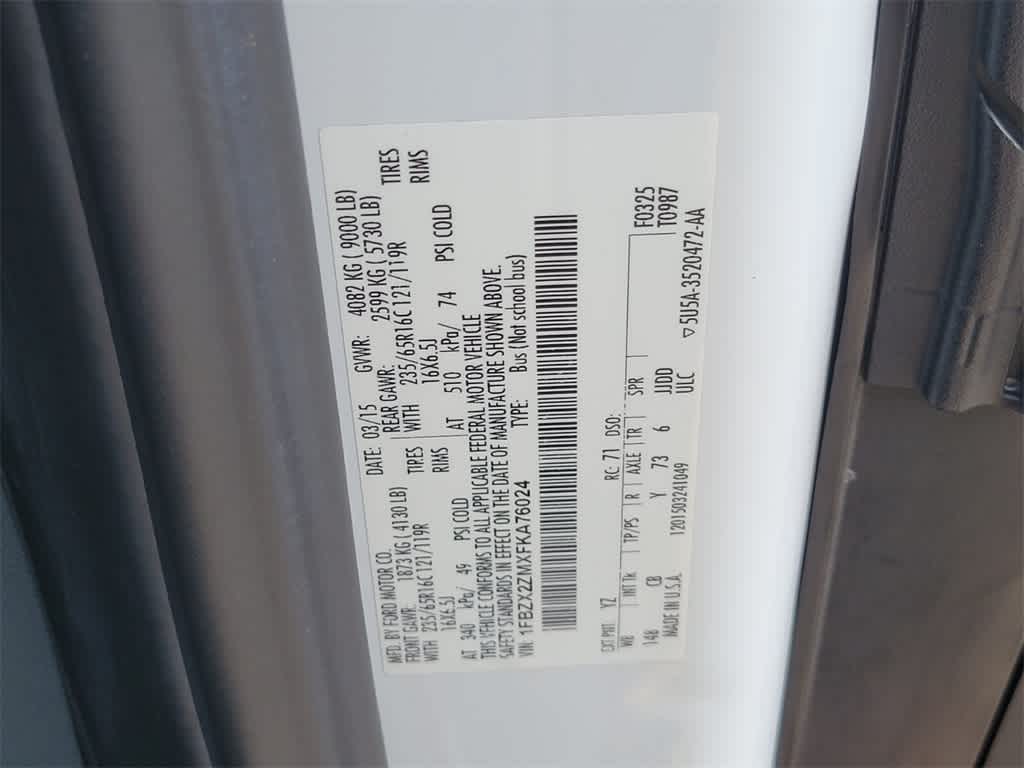 MFD. BY FORD MOTOR CO. DATE: 03/15 GVWR: 4082 KG ( 9000 LB)
FRONT GAWR: 1873 KG ( 4130 LB) REAR GAWR: 2599 KG ( 5730 LB)
WITH 235/65R16C 121/119R TIRES WITH 235/65R16C 121/119R TIRES
16X6.5J RIMS 16X6.5J RIMS
AT 340 kPa/ 49 PSI COLD AT 510 kPa/ 74 PSI COLD
THIS VEHICLE CONFORMS TO ALL APPLICABLE FEDERAL MOTOR VEHICLE
SAFETY STANDARDS IN EFFECT ON THE DATE OF MANUFACTURE SHOWN ABOVE.
VIN: 1FBZX2ZMXFKA76024 TYPE: Bus (Not school bus)
EXT PNT: YZ RC: 71 DSO: F0325
WB INT TR TP/PS R AXLE TR SPR T0987
148 CB Y 73 6 JJDD
MADE IN U.S.A. 1201503241049 ULC ▽5U5A-3520472-AA